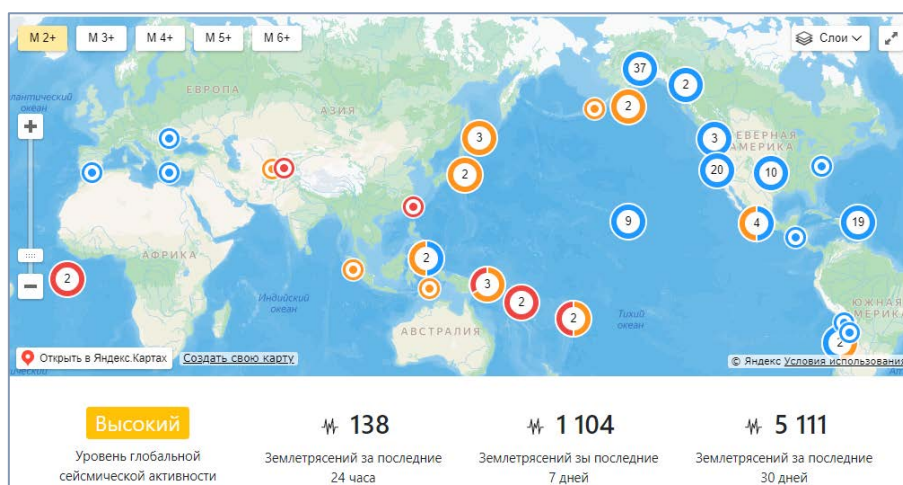 M 2+ M 3+ M 4+ M 5+ M 6+ Слои
37
2
2
ЕВРОПА
АЗИЯ
3
3
СЕВЕРНАЯ
АМЕРИКА
2
20
10
9
4
19
АФРИКА
2
2
3
2
2
Индийский
океан
Тихий
океан
ЮЖНАЯ
АМЕРИКА
АВСТРАЛИЯ
2
Открыть в Яндекс.Картах Создать свою карту
© Яндекс Условия использования
Высокий 138 1 104 5 111
Уровень глобальной Землетрясений за последние Землетрясений зы последние Землетрясений за последние
сейсмической активности 24 часа 7 дней 30 дней